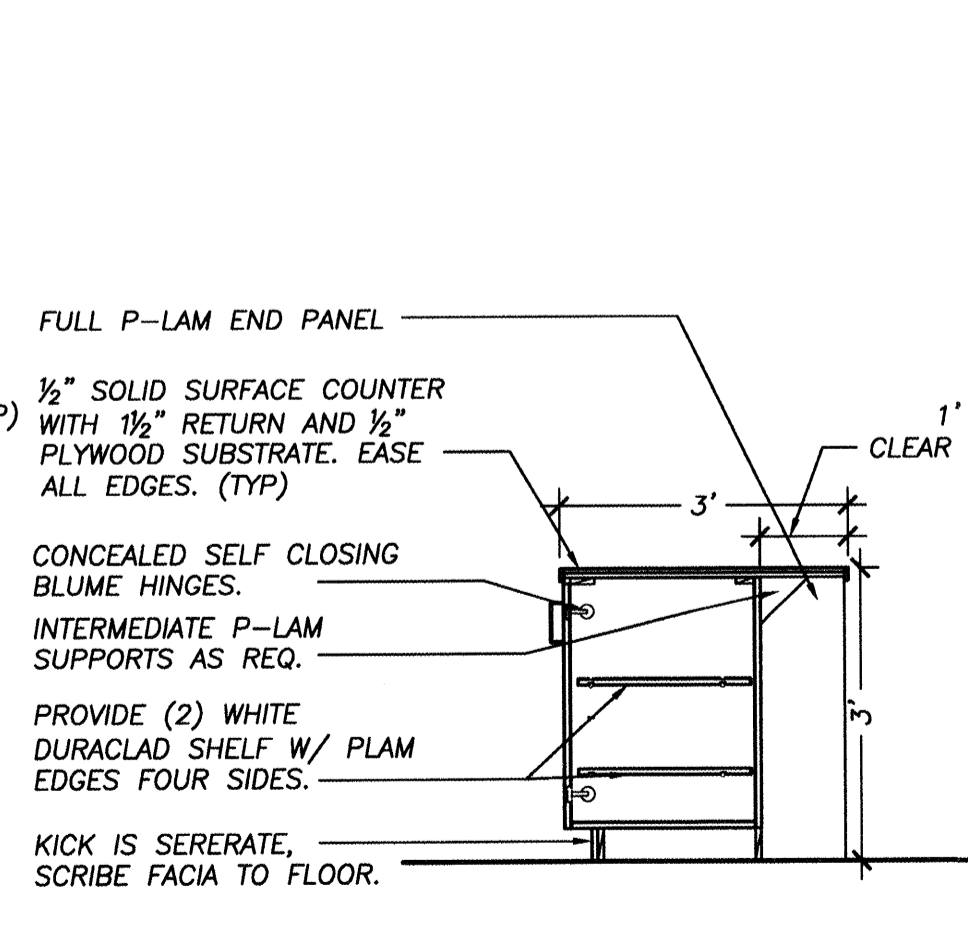 FULL P-LAM END PANEL
½" SOLID SURFACE COUNTER
P) WITH 1½" RETURN AND ½"
PLYWOOD SUBSTRATE. EASE
ALL EDGES. (TYP)
1'
CLEAR
3'
CONCEALED SELF CLOSING
BLUME HINGES.
INTERMEDIATE P-LAM
SUPPORTS AS REQ.
3'
PROVIDE (2) WHITE
DURACLAD SHELF W/ PLAM
EDGES FOUR SIDES.
KICK IS SERERATE,
SCRIBE FACIA TO FLOOR.